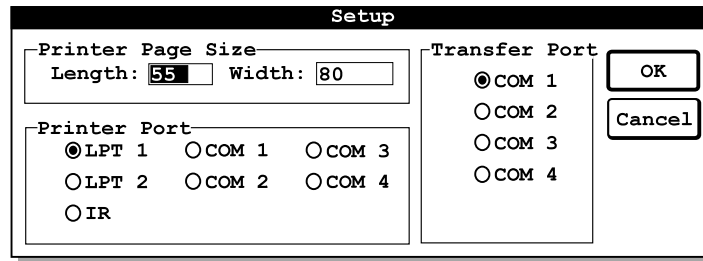 Setup
Printer Page Size
Length: 55 Width: 80
Printer Port
LPT 1 COM 1 COM 3
LPT 2 COM 2 COM 4
IR
Transfer Port
COM 1
COM 2
COM 3
COM 4
OK
Cancel